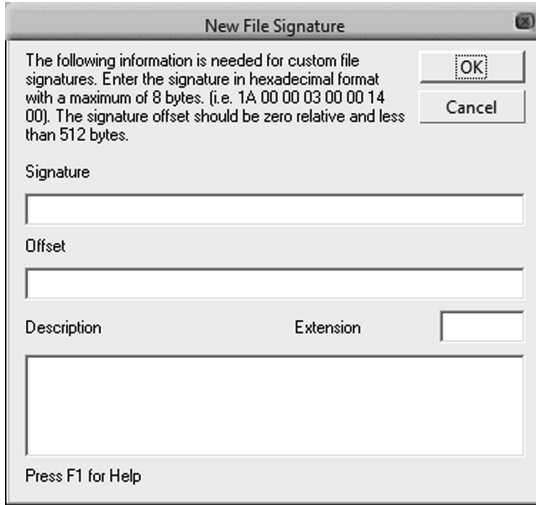 New File Signature
The following information is needed for custom file
signatures. Enter the signature in hexadecimal format
with a maximum of 8 bytes. (i.e. 1A 00 00 03 00 00 14
00). The signature offset should be zero relative and less
than 512 bytes.
OK
Cancel
Signature
Offset
Description
Extension
Press F1 for Help